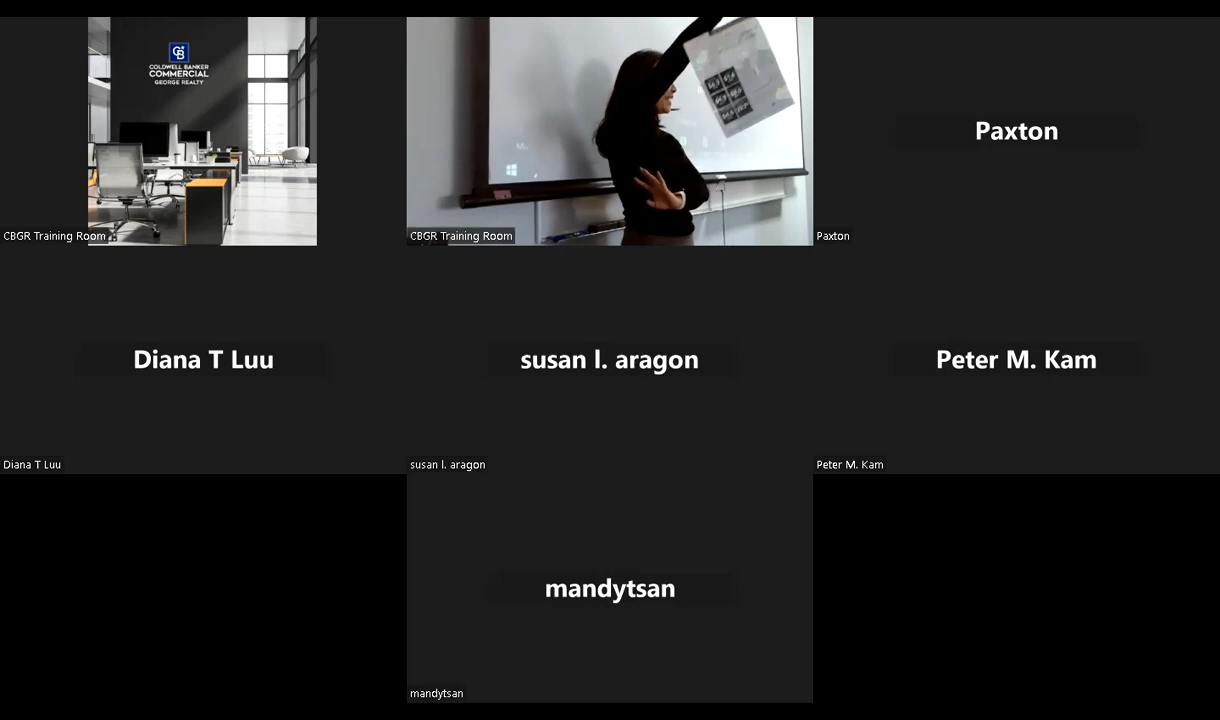 CB
COLDWELL BANKER
COMMERCIAL
GEORGE REALTY
CBGR Training Room
CBGR Training Room
Paxton
Paxton
Diana T Luu
Diana T Luu
susan l. aragon
susan l. aragon
Peter M. Kam
Peter M. Kam
mandytsan
mandytsan